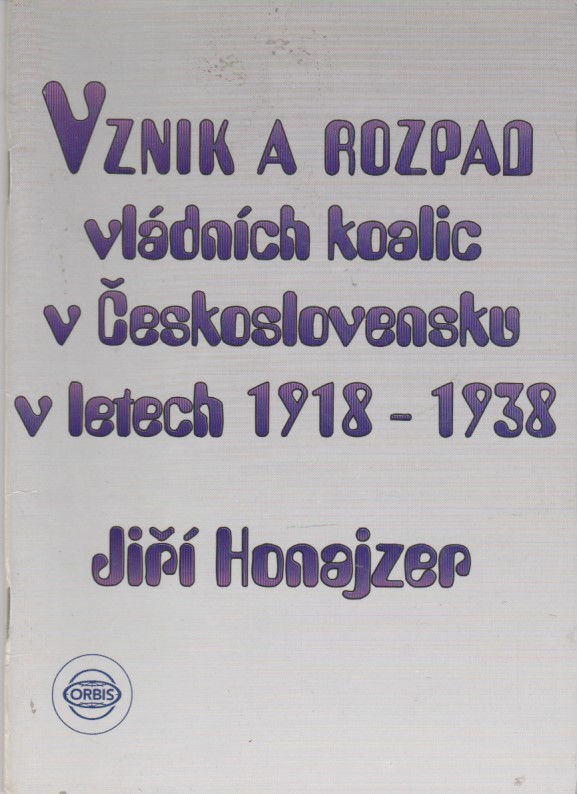 VZNIK A ROZPAD
vládních koalic
v Československu
v letech 1918 - 1938
Jiří Honajzer
ORBIS